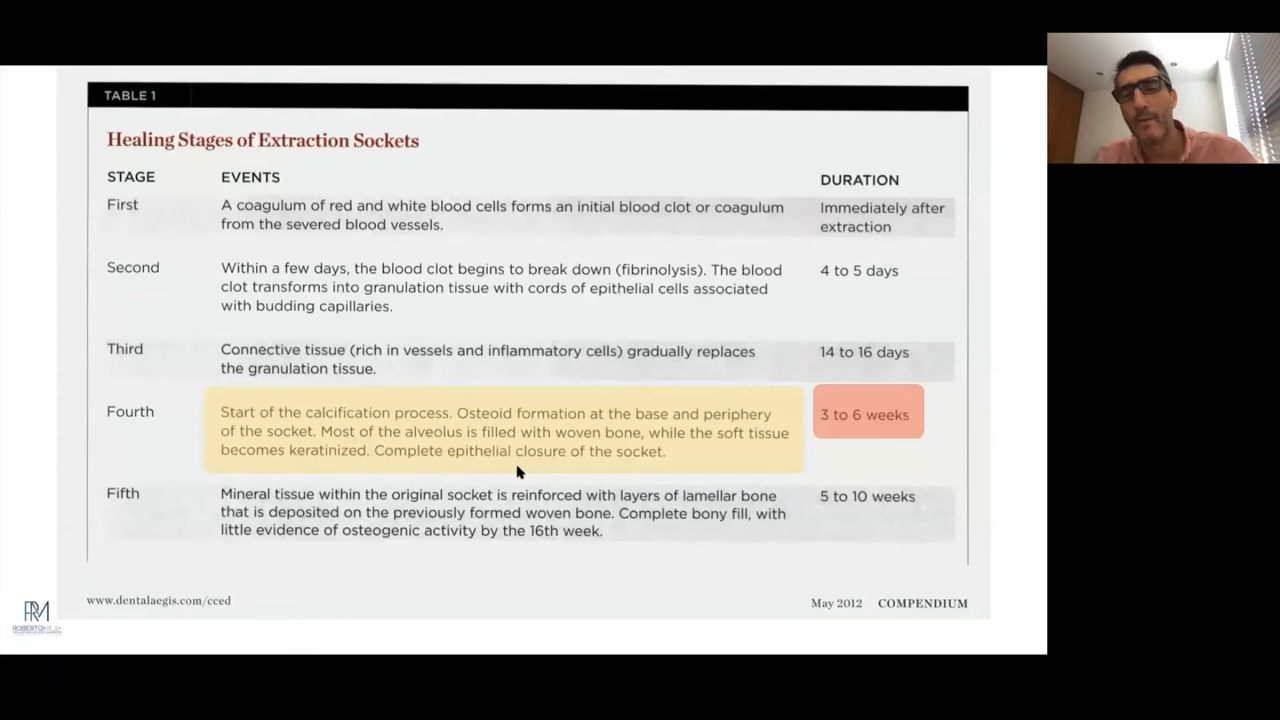 TABLE 1
Healing Stages of Extraction Sockets
STAGE EVENTS DURATION
First A coagulum of red and white blood cells forms an initial blood clot or coagulum Immediately after
from the severed blood vessels. extraction
Second Within a few days, the blood clot begins to break down (fibrinolysis). The blood 4 to 5 days
clot transforms into granulation tissue with cords of epithelial cells associated
with budding capillaries.
Third Connective tissue (rich in vessels and inflammatory cells) gradually replaces 14 to 16 days
the granulation tissue.
Fourth Start of the calcification process. Osteoid formation at the base and periphery 3 to 6 weeks
of the socket. Most of the alveolus is filled with woven bone, while the soft tissue
becomes keratinized. Complete epithelial closure of the socket.
Fifth Mineral tissue within the original socket is reinforced with layers of lamellar bone 5 to 10 weeks
that is deposited on the previously formed woven bone. Complete bony fill, with
little evidence of osteogenic activity by the 16th week.
www.dentalaegis.com/cced May 2012 COMPENDIUM
RM
ROBERTO MEJIA